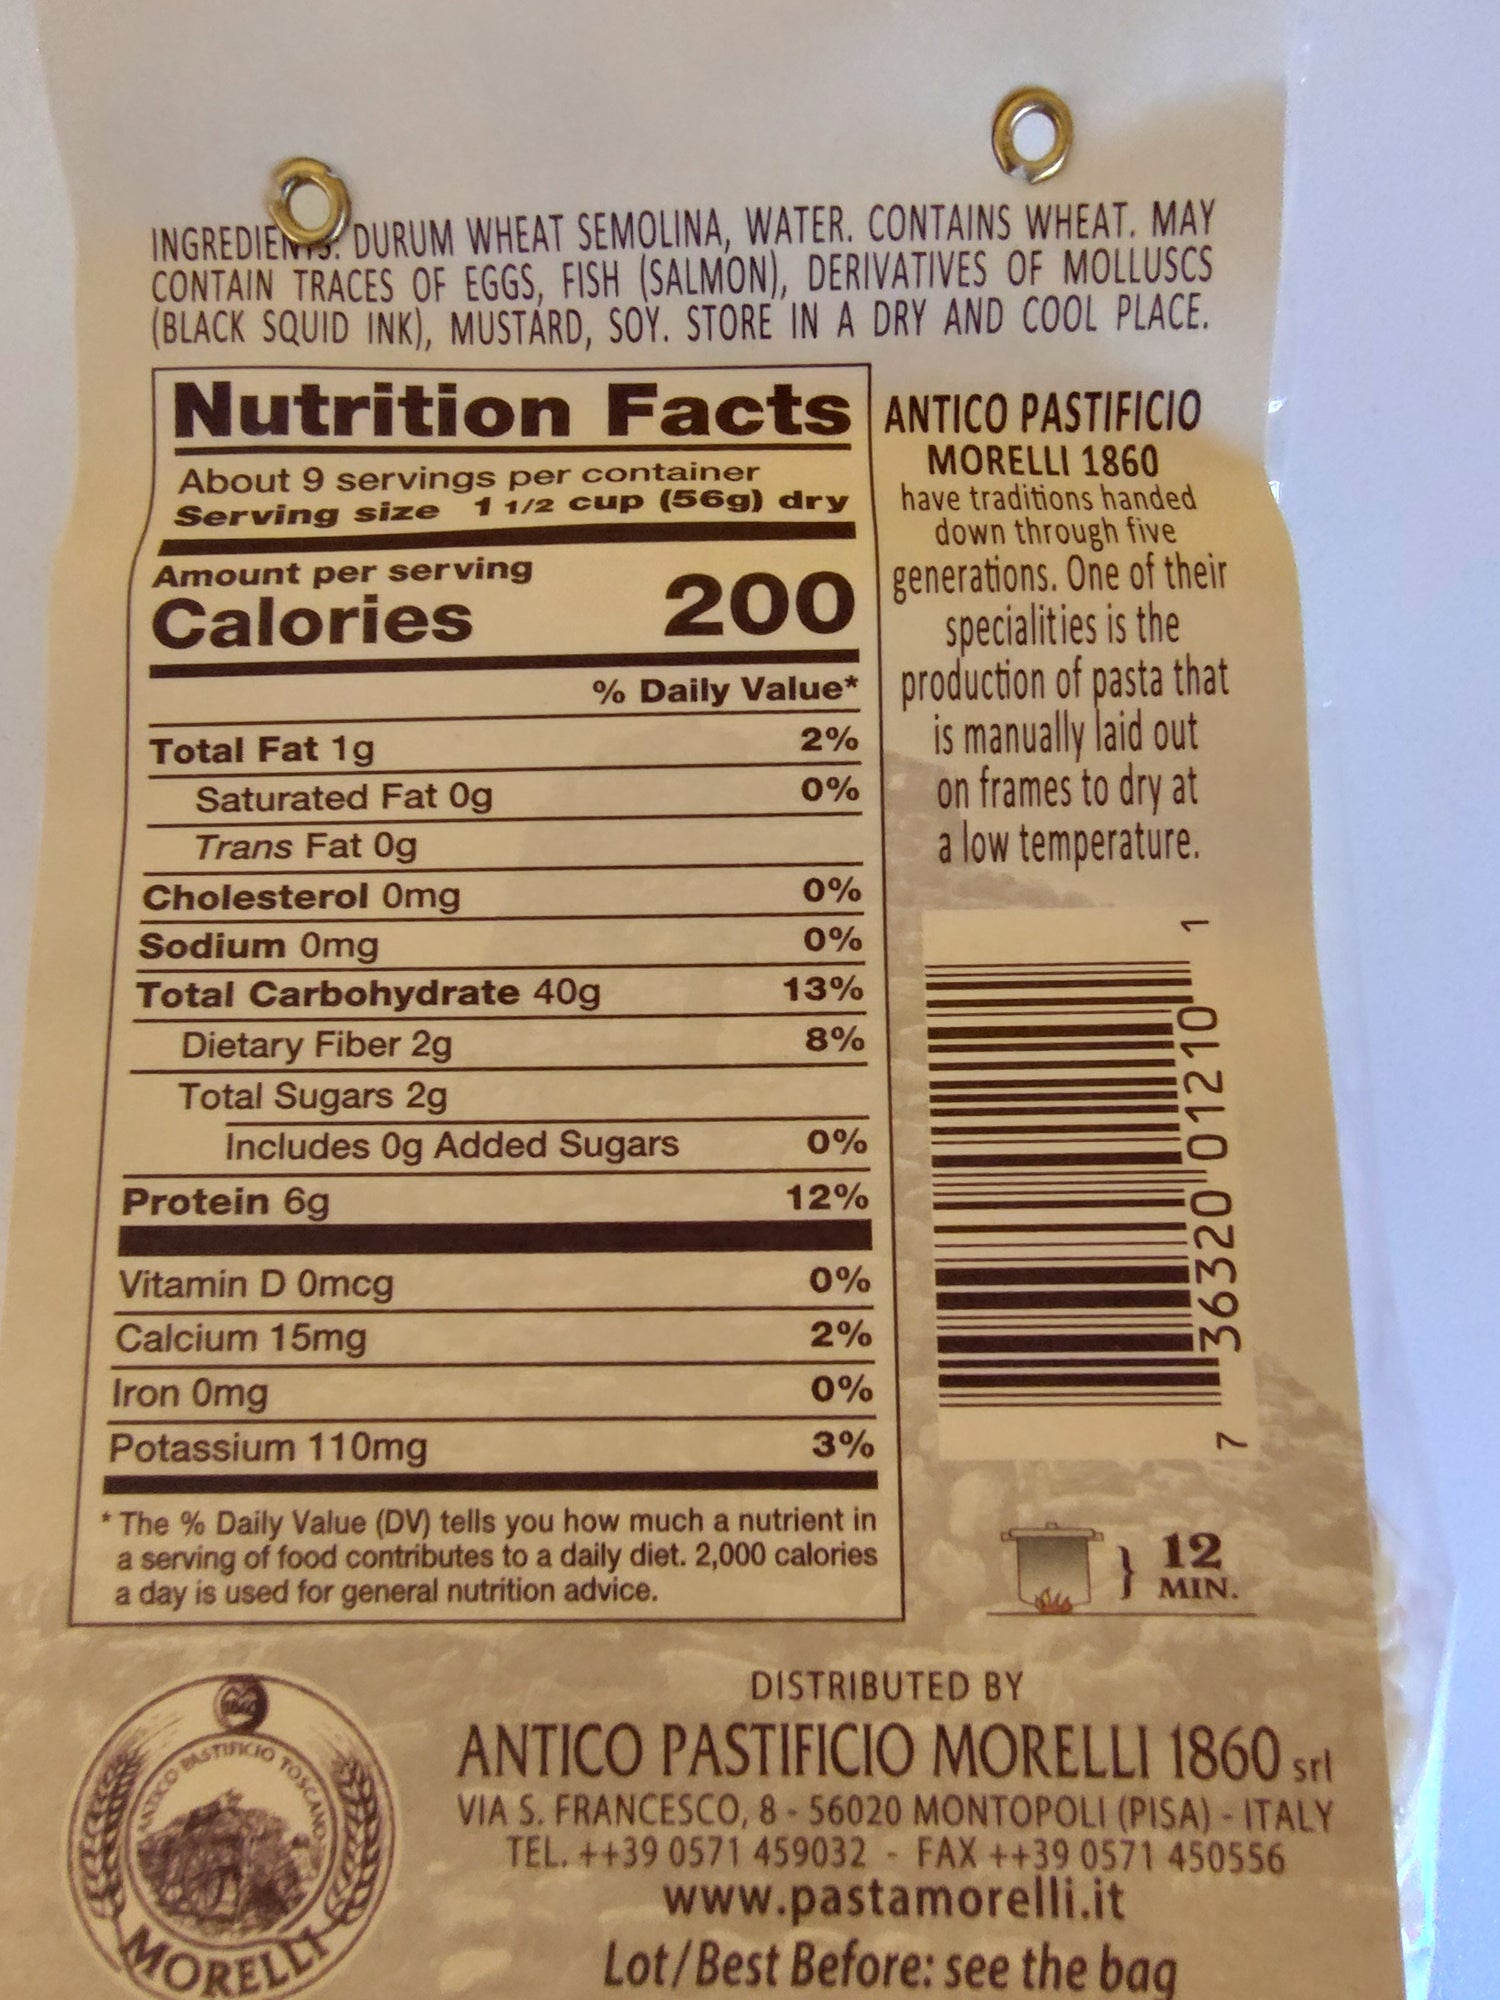 INGREDIENTS: DURUM WHEAT SEMOLINA, WATER. CONTAINS WHEAT. MAY
CONTAIN TRACES OF EGGS, FISH (SALMON), DERIVATIVES OF MOLLUSCS
(BLACK SQUID INK), MUSTARD, SOY. STORE IN A DRY AND COOL PLACE.
Nutrition Facts
About 9 servings per container
Serving size 1 1/2 cup (56g) dry
Amount per serving
Calories 200
% Daily Value*
Total Fat 1g 2%
Saturated Fat 0g 0%
Trans Fat 0g
Cholesterol 0mg 0%
Sodium 0mg 0%
Total Carbohydrate 40g 13%
Dietary Fiber 2g 8%
Total Sugars 2g
Includes 0g Added Sugars 0%
Protein 6g 12%
Vitamin D 0mcg 0%
Calcium 15mg 2%
Iron 0mg 0%
Potassium 110mg 3%
* The % Daily Value (DV) tells you how much a nutrient in
a serving of food contributes to a daily diet. 2,000 calories
a day is used for general nutrition advice.
ANTICO PASTIFICIO
MORELLI 1860
have traditions handed
down through five
generations. One of their
specialities is the
production of pasta that
is manually laid out
on frames to dry at
a low temperature.
7 36320 01210 1
12
MIN.
ANTICO PASTIFICIO TOSCANO
MORELLI
DISTRIBUTED BY
ANTICO PASTIFICIO MORELLI 1860 srl
VIA S. FRANCESCO, 8 - 56020 MONTOPOLI (PISA) - ITALY
TEL. ++39 0571 459032 - FAX ++39 0571 450556
www.pastamorelli.it
Lot/Best Before: see the bag